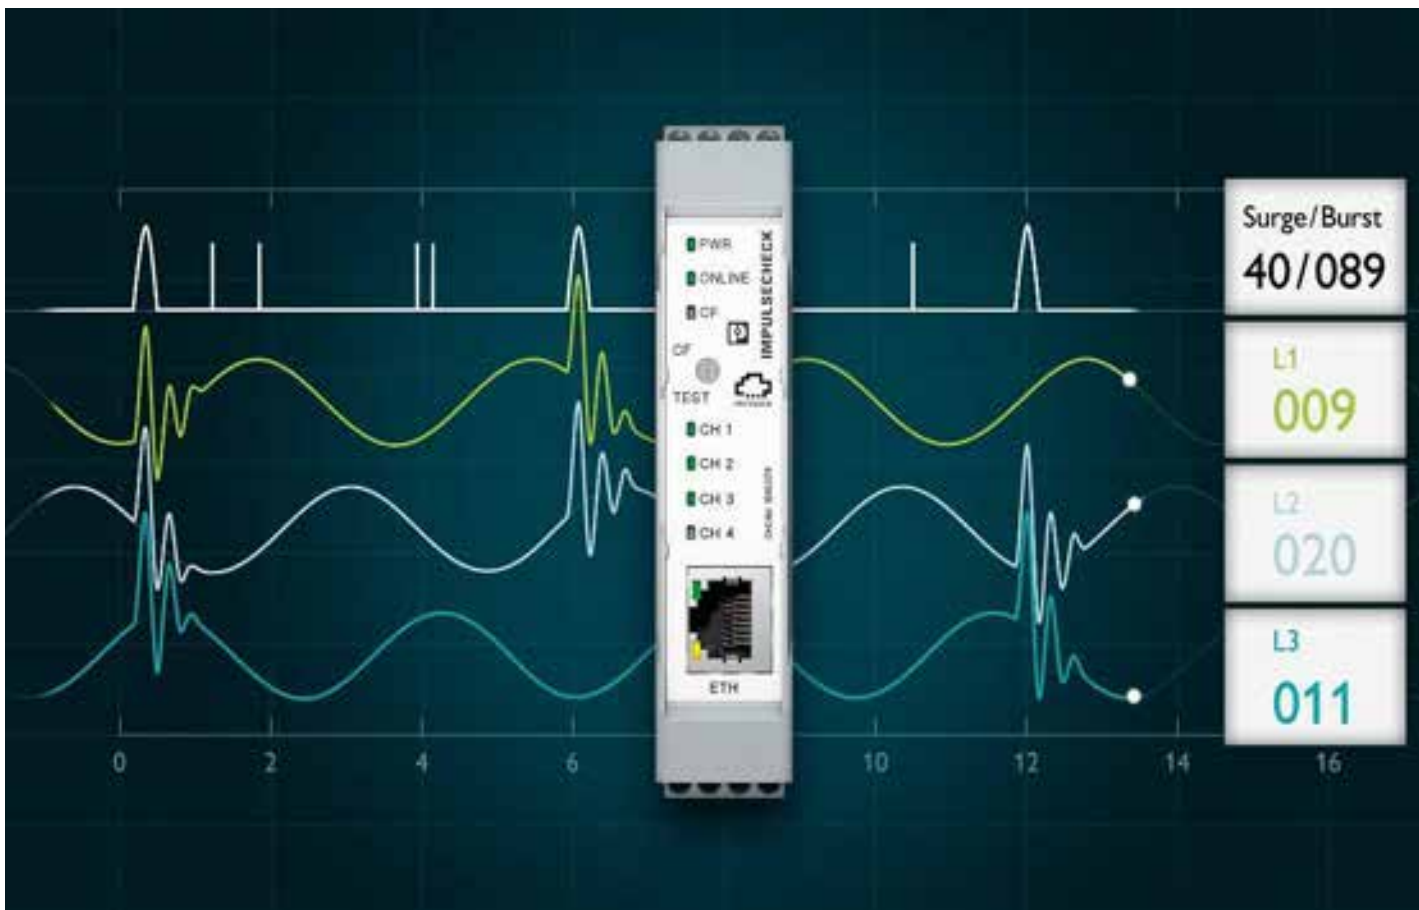 PWR
ONLINE
CF
IMPULSECHECK
CF
TEST
CH 1
CH 2
CH 3
CH 4
ETH
Surge/Burst
40/089
L1
009
L2
020
L3
011
0
2
4
6
10
12
14
16